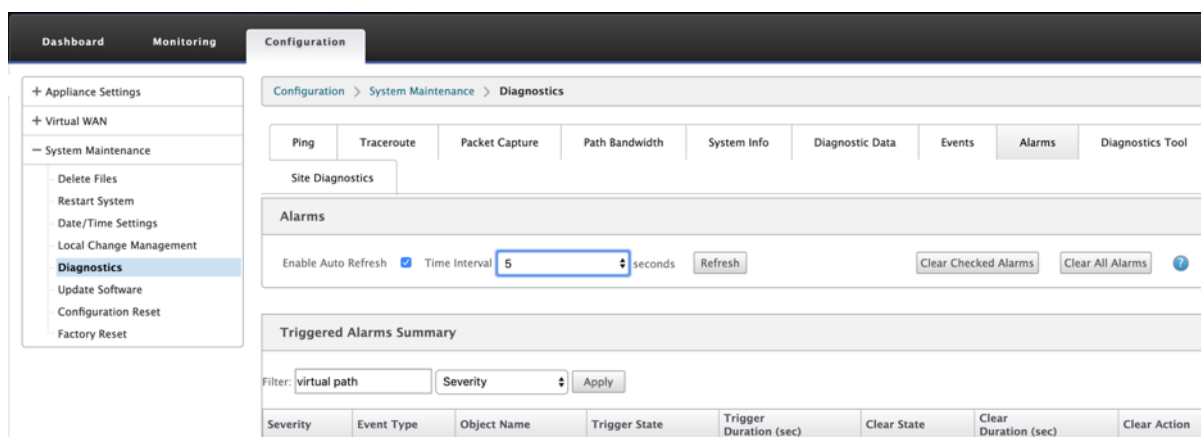 Dashboard Monitoring Configuration
+ Appliance Settings
+ Virtual WAN
− System Maintenance
Delete Files
Restart System
Date/Time Settings
Local Change Management
Diagnostics
Update Software
Configuration Reset
Factory Reset
Configuration > System Maintenance > Diagnostics
Ping Traceroute Packet Capture Path Bandwidth System Info Diagnostic Data Events Alarms Diagnostics Tool
Site Diagnostics
Alarms
Enable Auto Refresh Time Interval 5 seconds Refresh Clear Checked Alarms Clear All Alarms ?
Triggered Alarms Summary
Filter: virtual path Severity Apply
Severity Event Type Object Name Trigger State Trigger Duration (sec) Clear State Clear Duration (sec) Clear Action